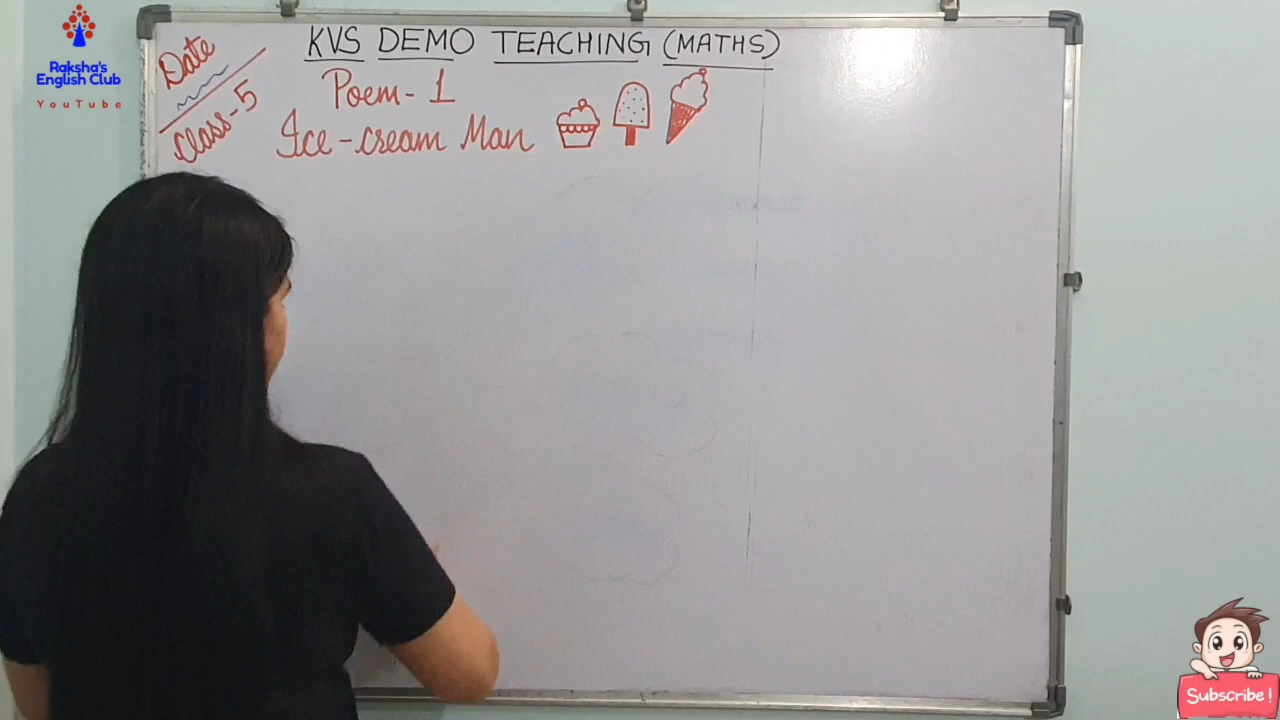 Raksha's
English Club
YouTube
Date
Class-5
KVS DEMO TEACHING (MATHS)
Poem-1
Ice-cream Man
Subscribe!